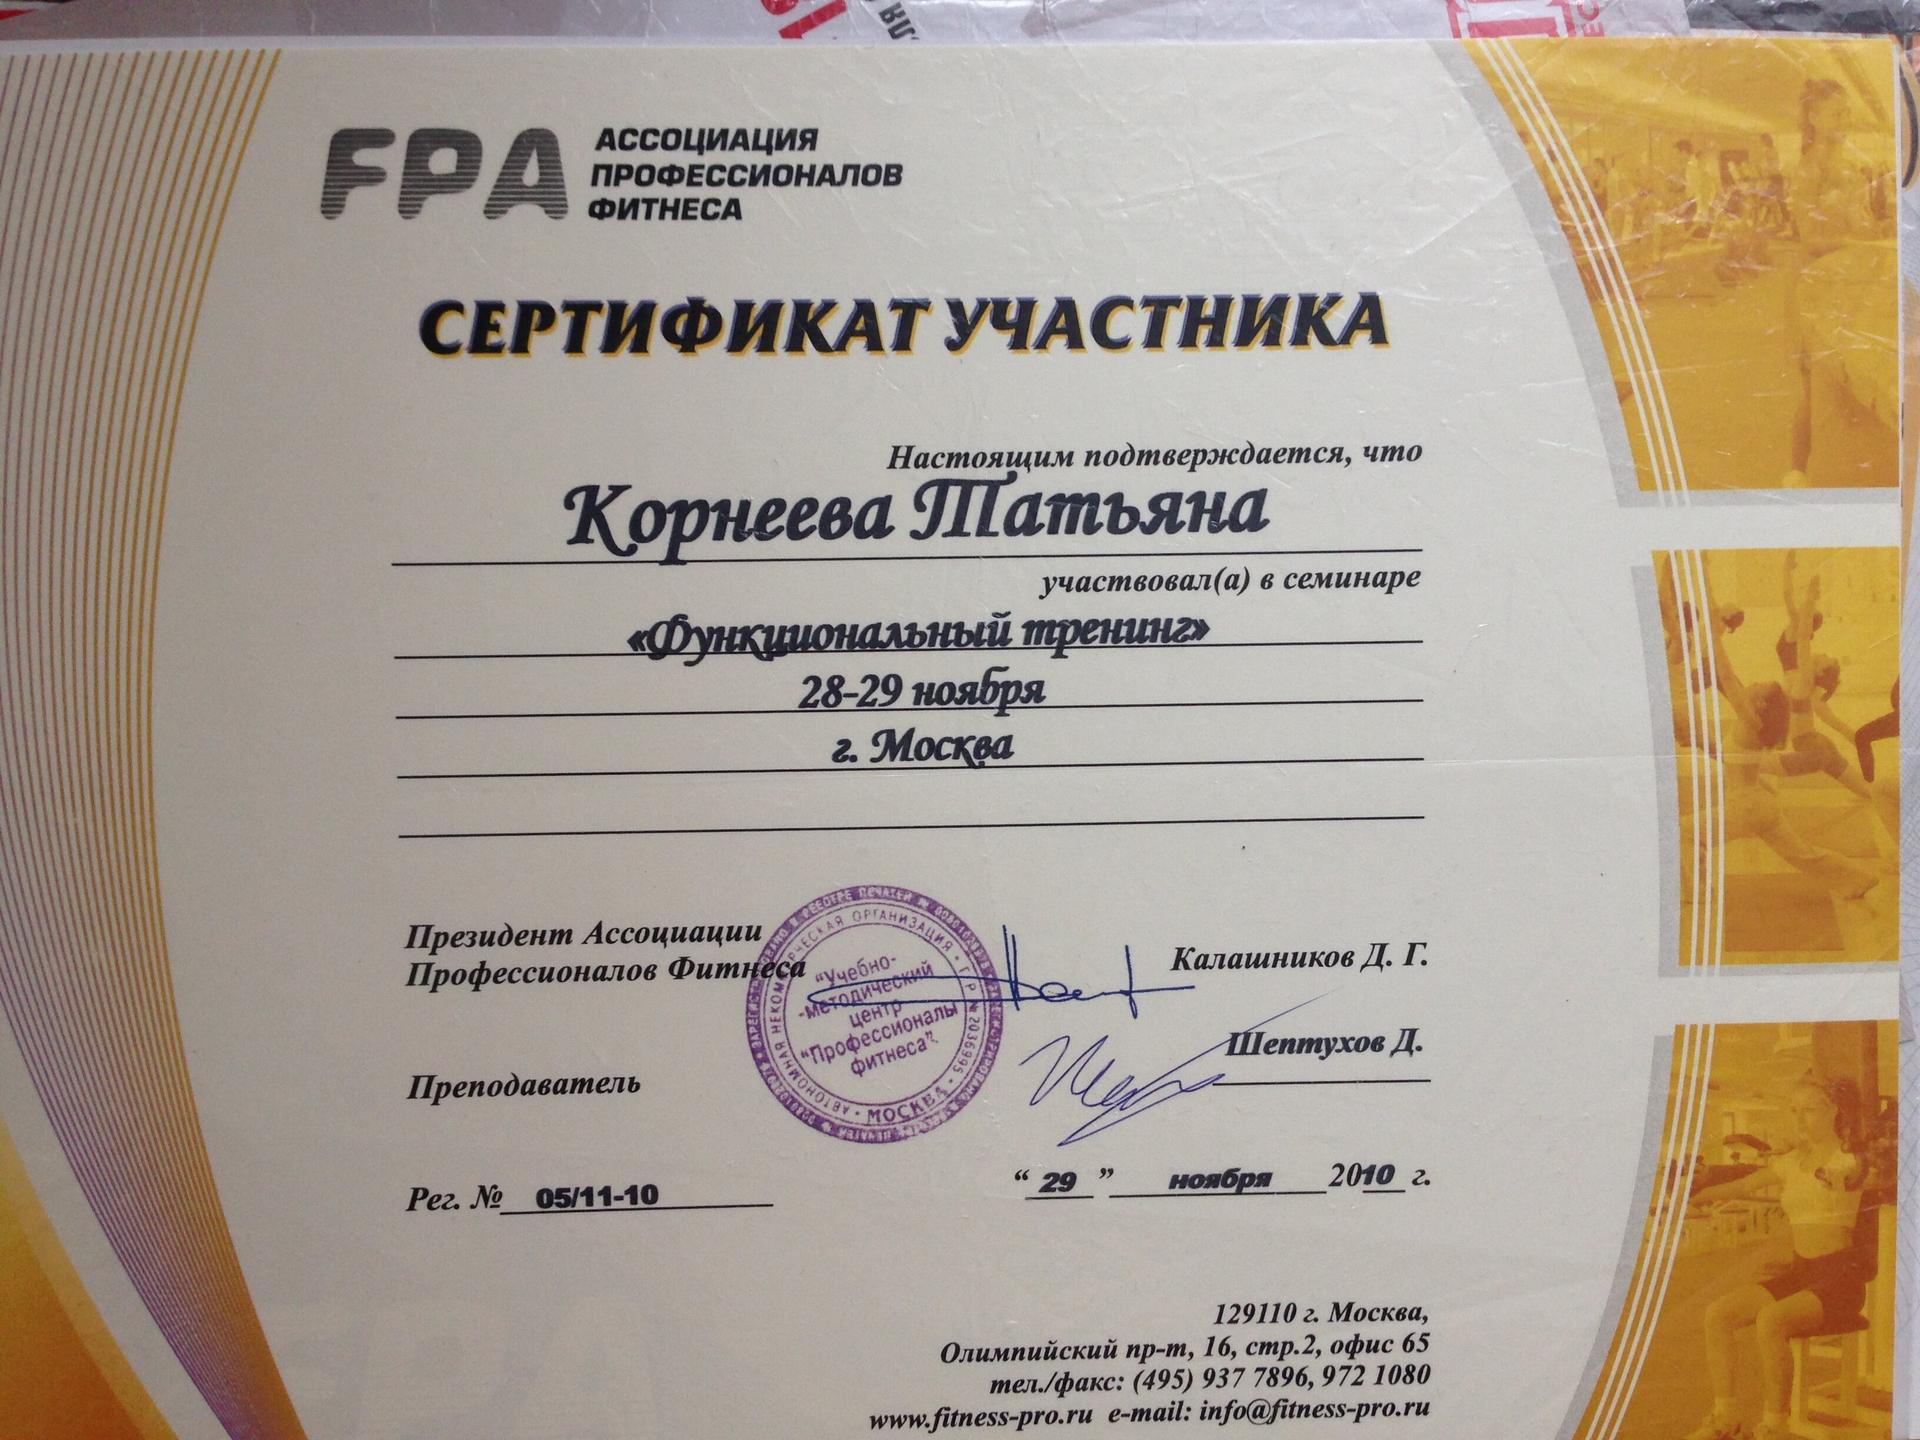 FPA
АССОЦИАЦИЯ
ПРОФЕССИОНАЛОВ
ФИТНЕСА
СЕРТИФИКАТ УЧАСТНИКА
Настоящим подтверждается, что
Корнеева Татьяна
участвовал(а) в семинаре
«Функциональный тренинг»
28-29 ноября
г. Москва
Президент Ассоциации
Профессионалов Фитнеса
Калашников Д. Г.
АВТОНОМНАЯ НЕКОММЕРЧЕСКАЯ ОРГАНИЗАЦИЯ
МОСКВА
"Учебно-
-методический
центр
"Профессионалы
фитнеса".
Шептухов Д.
Преподаватель
Рег. № 05/11-10
“ 29 ” ноября 2010 г.
129110 г. Москва,
Олимпийский пр-т, 16, стр.2, офис 65
тел./факс: (495) 937 7896, 972 1080
www.fitness-pro.ru e-mail: info@fitness-pro.ru